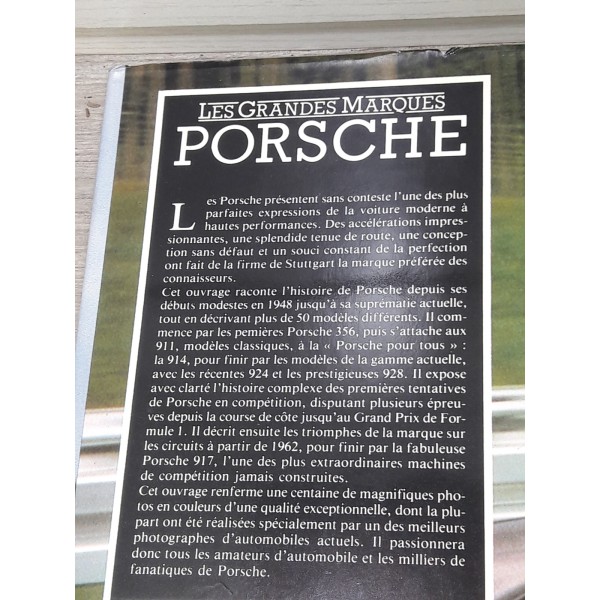 LES GRANDES MARQUES
PORSCHE
Les Porsche présentent sans conteste l'une des plus
parfaites expressions de la voiture moderne à
hautes performances. Des accélérations impres-
sionnantes, une splendide tenue de route, une concep-
tion sans défaut et un souci constant de la perfection
ont fait de la firme de Stuttgart la marque préférée des
connaisseurs.
Cet ouvrage raconte l'histoire de Porsche depuis ses
débuts modestes en 1948 jusqu'à sa suprématie actuelle,
tout en décrivant plus de 50 modèles différents. Il com-
mence par les pemières Porsche 356, puis s'attache aux
911, modèles classiques, à la « Porsche pour tous » :
la 914, pour finir par les modèles de la gamme actuelle,
avec les récentes 924 et les prestigieuses 928. Il expose
avec clarté l'histoire complexe des premières tentatives
de Porsche en compétition, disputant plusieurs épreu-
ves depuis la course de côte jusqu'au Grand Prix de For-
mule 1. Il décrit ensuite les triomphes de la marque sur
les circuits à partir de 1962, pour finir par la fabuleuse
Porsche 917, l'une des plus extraordinaires machines
de compétition jamais construites.
Cet ouvrage renferme une centaine de magnifiques pho-
tos en couleurs d'une qualité exceptionnelle, dont la plu-
part ont été réalisées spécialement par un des meilleurs
photographes d'automobiles actuels. Il passionnera
donc tous les amateurs d'automobile et les milliers de
fanatiques de Porsche.